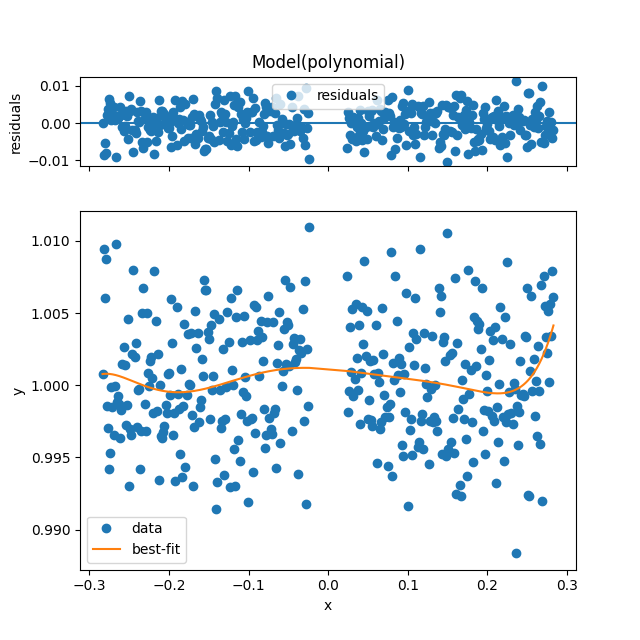 Model(polynomial)
residuals
0.01
0.00
−0.01
residuals
1.010
1.005
1.000
0.995
0.990
y
data
best-fit
−0.3
−0.2
−0.1
0.0
0.1
0.2
0.3
x